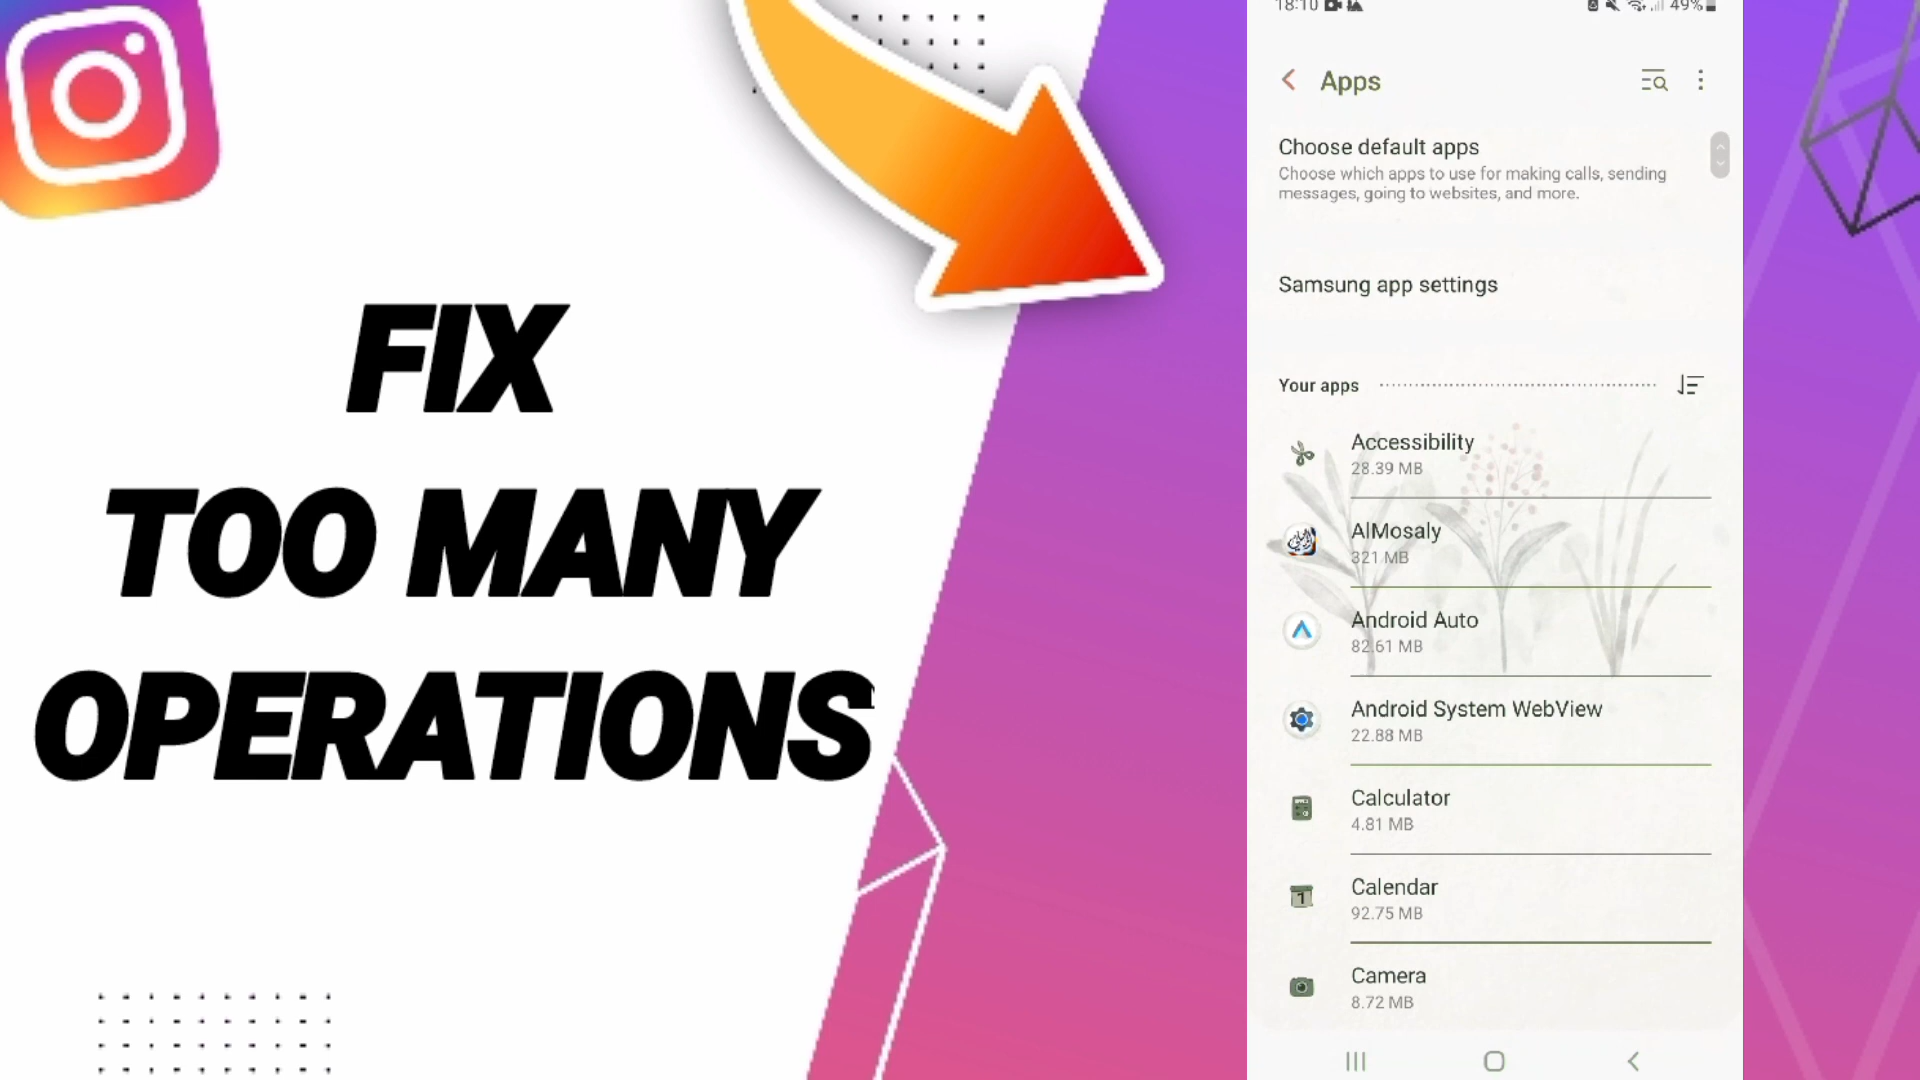 FIX
TOO MANY
OPERATIONS
18:10
49%
Apps
Choose default apps
Choose which apps to use for making calls, sending
messages, going to websites, and more.
Samsung app settings
Your apps
Accessibility
28.39 MB
AlMosaly
321 MB
Android Auto
82.61 MB
Android System WebView
22.88 MB
Calculator
4.81 MB
1
Calendar
92.75 MB
Camera
8.72 MB